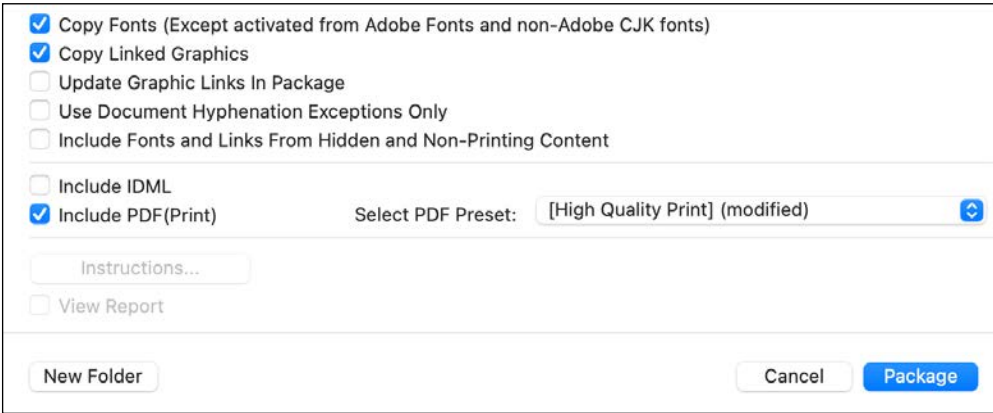 Copy Fonts (Except activated from Adobe Fonts and non-Adobe CJK fonts)
Copy Linked Graphics
Update Graphic Links In Package
Use Document Hyphenation Exceptions Only
Include Fonts and Links From Hidden and Non-Printing Content
Include IDML
Include PDF(Print) Select PDF Preset: [High Quality Print] (modified)
Instructions...
View Report
New Folder Cancel Package